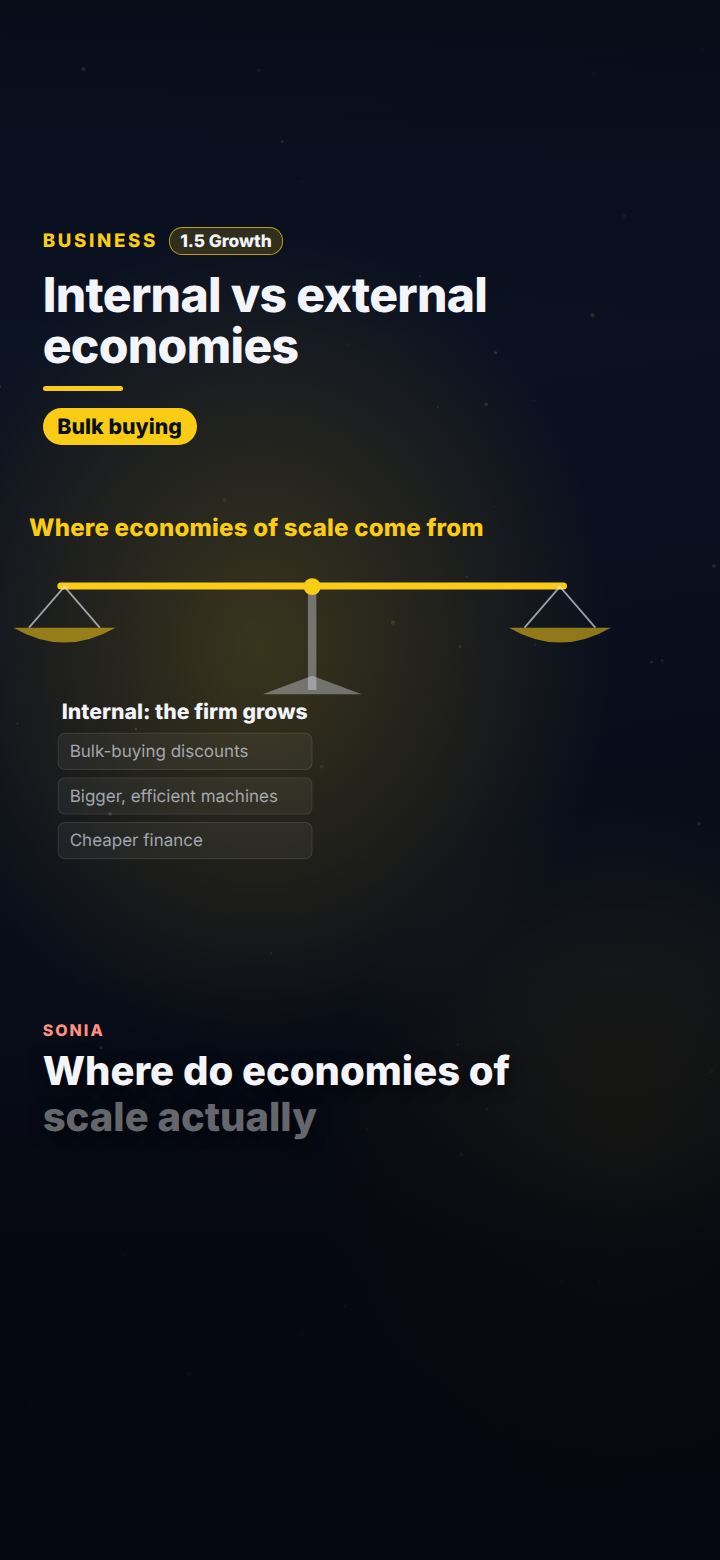 BUSINESS 1.5 Growth
Internal vs external
economies
Bulk buying
Where economies of scale come from
Internal: the firm grows
Bulk-buying discounts
Bigger, efficient machines
Cheaper finance
SONIA
Where do economies of
scale actually